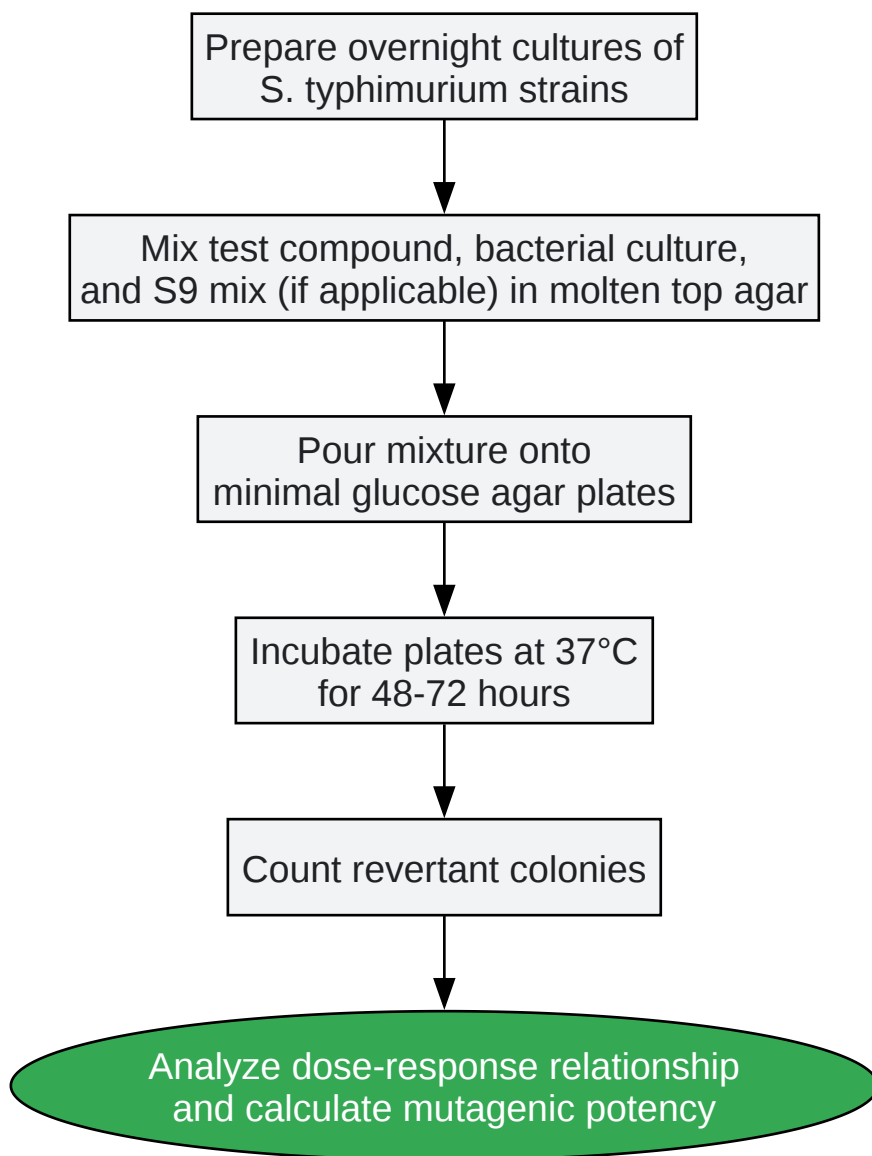 Prepare overnight cultures of
S. typhimurium strains
Mix test compound, bacterial culture,
and S9 mix (if applicable) in molten top agar
Pour mixture onto
minimal glucose agar plates
Incubate plates at 37°C
for 48-72 hours
Count revertant colonies
Analyze dose-response relationship
and calculate mutagenic potency